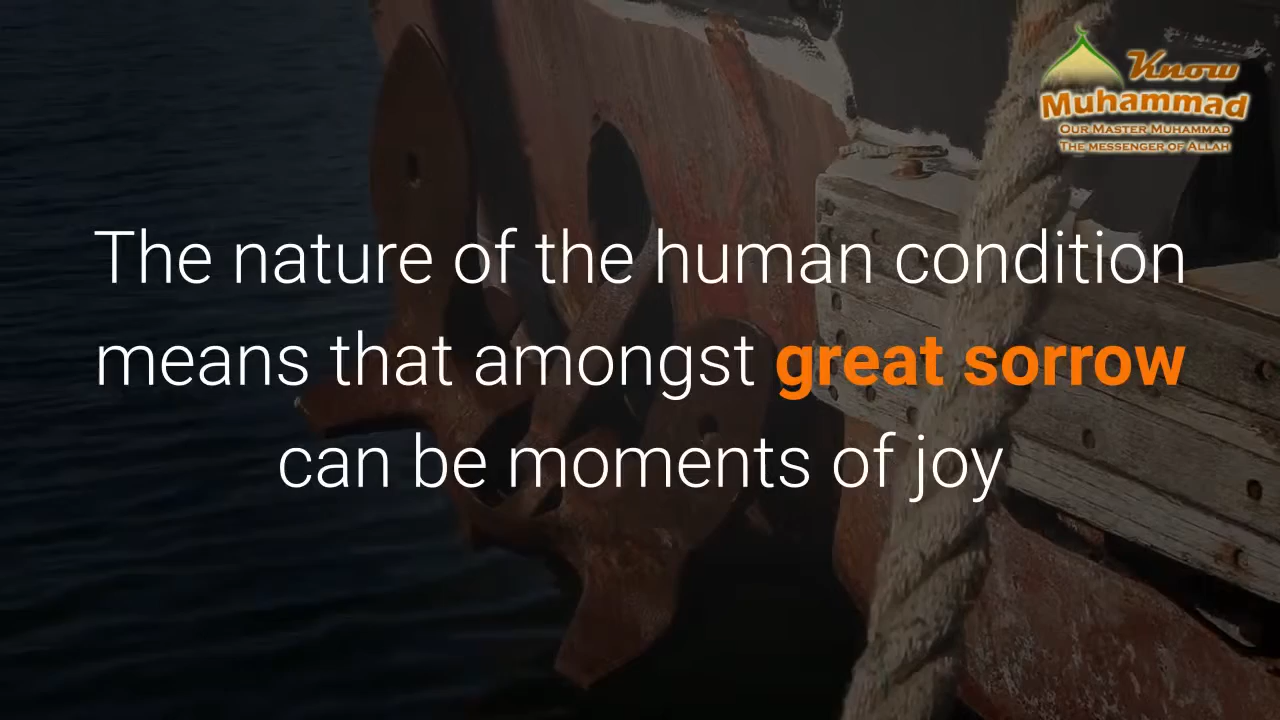 Know
Muhammad
Our Master Muhammad
The messenger of Allah
The nature of the human condition
means that amongst great sorrow
can be moments of joy